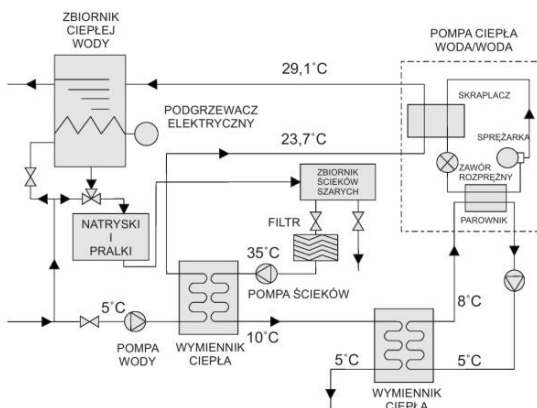 ZBIORNIK
CIEPŁEJ
WODY
POMPA CIEPŁA
WODA/WODA
29,1°C
SKRAPLACZ
PODGRZEWACZ
ELEKTRYCZNY
23,7°C
SPRĘŻARKA
ZAWÓR
ROZPRĘŻNY
ZBIORNIK
ŚCIEKÓW
SZARYCH
PAROWNIK
NATRYSKI
I
PRALKI
FILTR
35°C
POMPA ŚCIEKÓW
5°C
8°C
10°C
POMPA
WODY
WYMIENNIK
CIEPŁA
5°C
5°C
WYMIENNIK
CIEPŁA